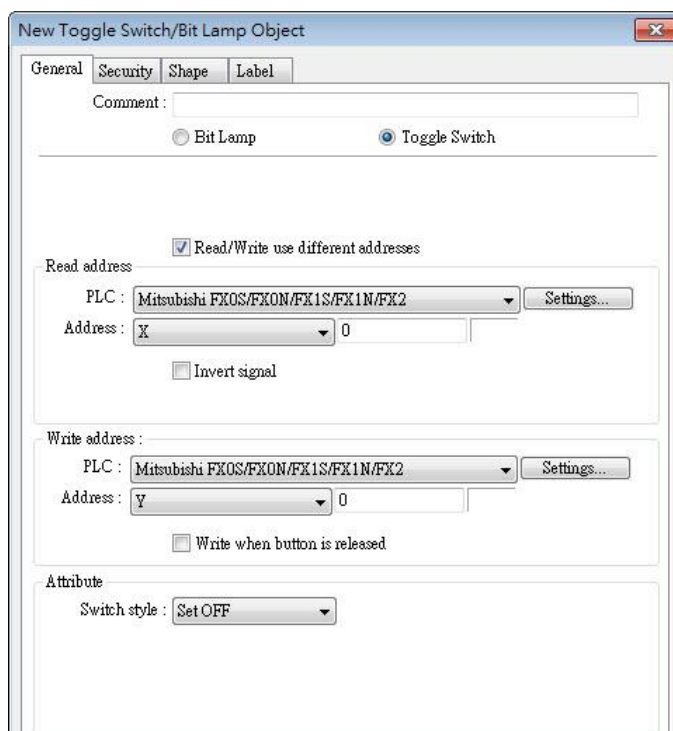 New Toggle Switch/Bit Lamp Object
General Security Shape Label
Comment :
Bit Lamp Toggle Switch
Read/Write use different addresses
Read address
PLC : Mitsubishi FX0S/FX0N/FX1S/FX1N/FX2 Settings...
Address : X 0
Invert signal
Write address :
PLC : Mitsubishi FX0S/FX0N/FX1S/FX1N/FX2 Settings...
Address : Y 0
Write when button is released
Attribute
Switch style : Set OFF